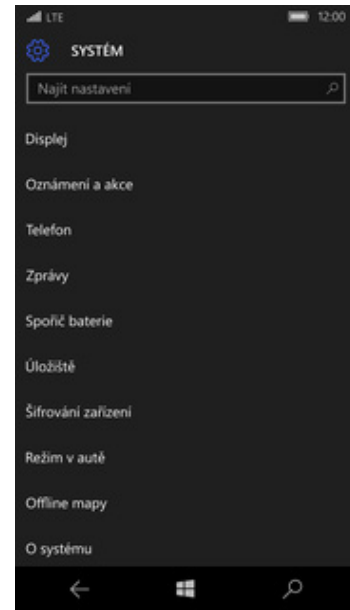 LTE 12:00
SYSTÉM
Najít nastavení
Displej
Oznámení a akce
Telefon
Zprávy
Spořič baterie
Úložiště
Šifrování zařízení
Režim v autě
Offline mapy
O systému